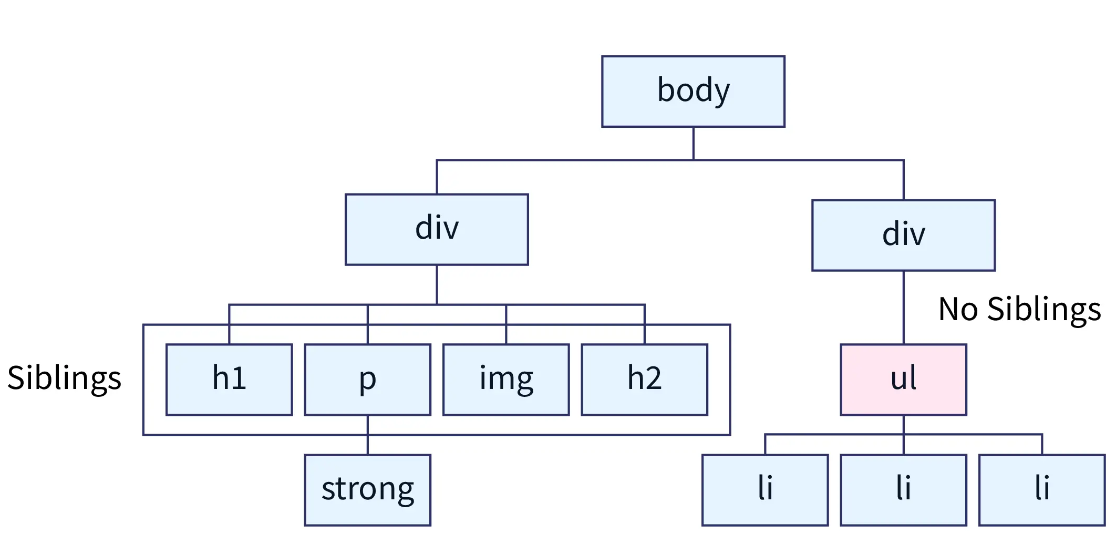 body
div
div
No Siblings
Siblings
h1
p
img
h2
ul
strong
li
li
li